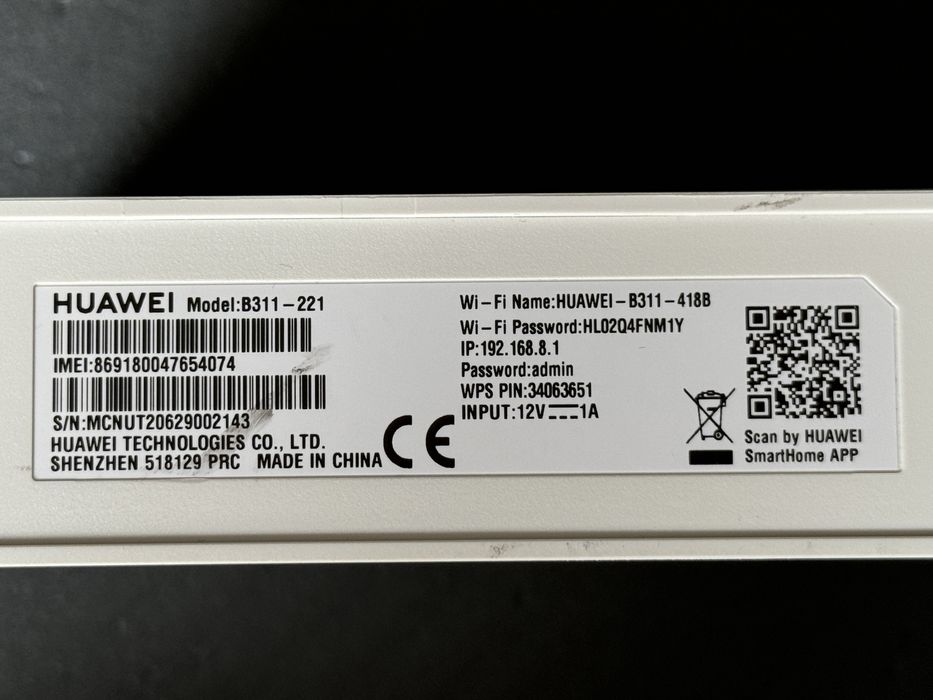 HUAWEI Model:B311-221
IMEI:869180047654074
S/N:MCNUT20629002143
HUAWEI TECHNOLOGIES CO., LTD.
SHENZHEN 518129 PRC MADE IN CHINA
CE
Wi-Fi Name:HUAWEI-B311-418B
Wi-Fi Password:HL02Q4FNM1Y
IP:192.168.8.1
Password:admin
WPS PIN:34063651
INPUT:12V⎓1A
Scan by HUAWEI
SmartHome APP